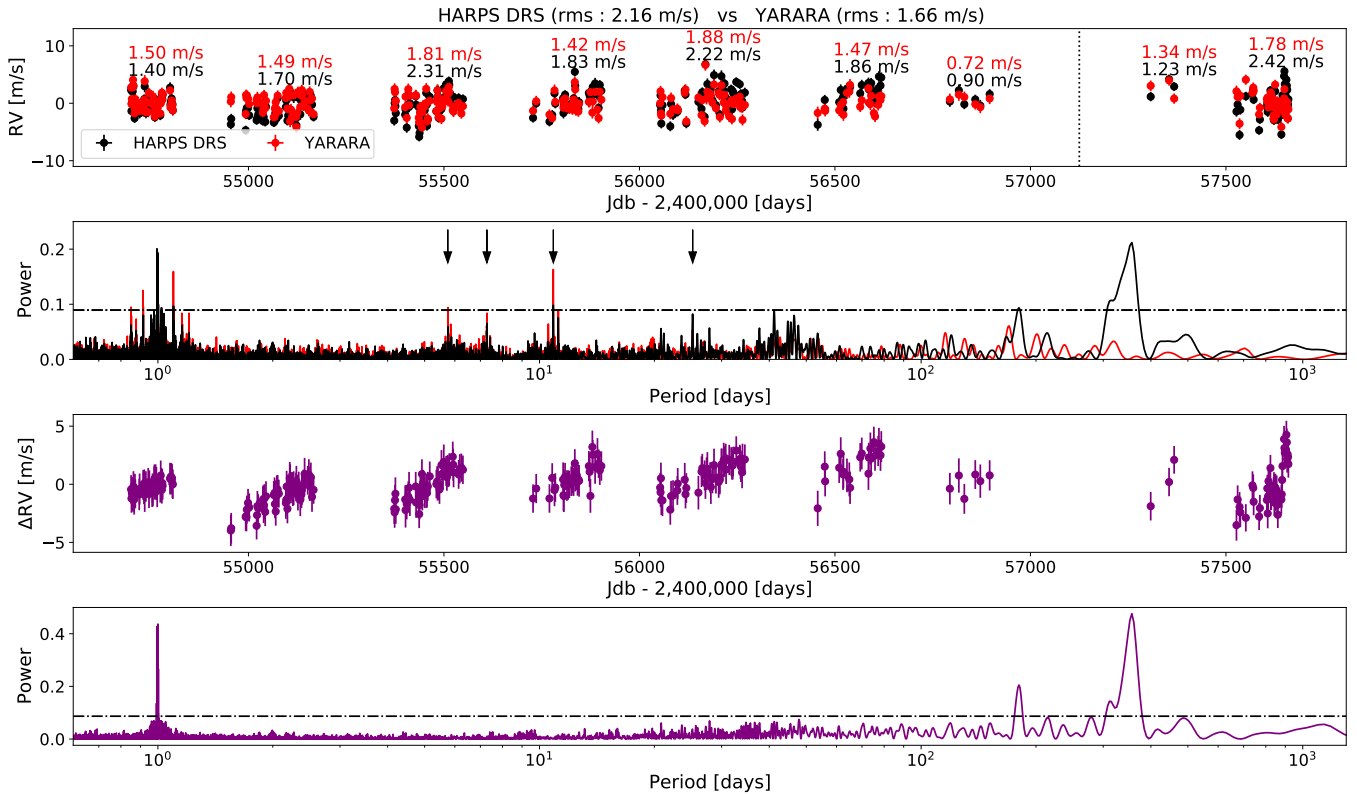 HARPS DRS (rms : 2.16 m/s) vs YARARA (rms : 1.66 m/s)
RV [m/s]
10
0
−10
1.50 m/s
1.40 m/s
1.49 m/s
1.70 m/s
1.81 m/s
2.31 m/s
1.42 m/s
1.83 m/s
1.88 m/s
2.22 m/s
1.47 m/s
1.86 m/s
0.72 m/s
0.90 m/s
1.34 m/s
1.23 m/s
1.78 m/s
2.42 m/s
HARPS DRS YARARA
55000 55500 56000 56500 57000 57500
Jdb - 2,400,000 [days]
Power
0.2
0.1
0.0
10⁰ 10¹ 10² 10³
Period [days]
ΔRV [m/s]
5
0
−5
55000 55500 56000 56500 57000 57500
Jdb - 2,400,000 [days]
Power
0.4
0.2
0.0
10⁰ 10¹ 10² 10³
Period [days]